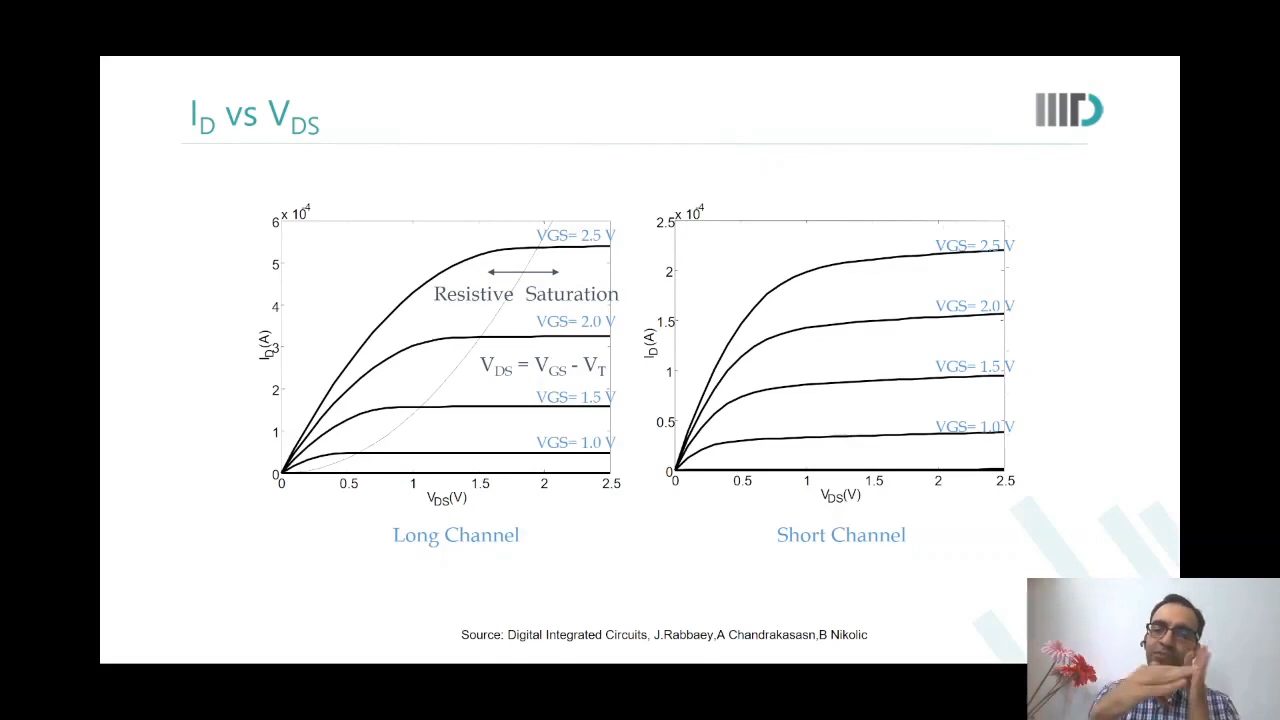 I_D vs V_DS
IIITD
x 10^4
6
5
4
3
2
1
0
I_D(A)
VGS= 2.5 V
Resistive Saturation
VGS= 2.0 V
V_DS = V_GS - V_T
VGS= 1.5 V
VGS= 1.0 V
0 0.5 1 1.5 2 2.5
V_DS(V)
Long Channel
x 10^4
2.5
2
1.5
1
0.5
0
I_D(A)
VGS= 2.5 V
VGS= 2.0 V
VGS= 1.5 V
VGS= 1.0 V
0 0.5 1 1.5 2 2.5
V_DS(V)
Short Channel
Source: Digital Integrated Circuits, J.Rabbaey,A Chandrakasasn,B Nikolic